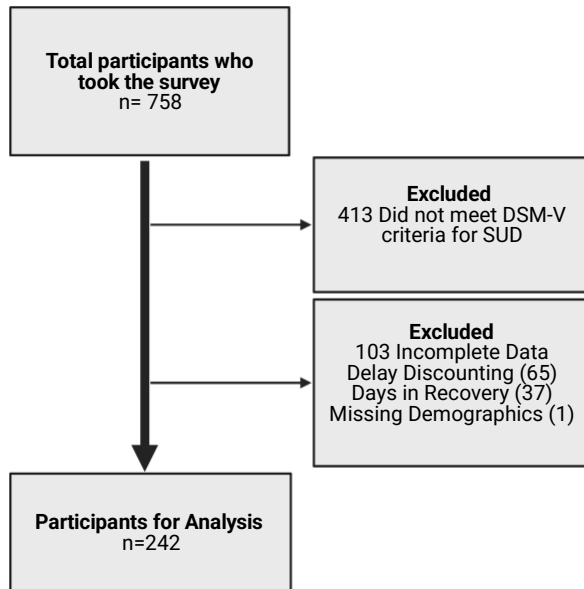 Total participants who
took the survey
n= 758
Excluded
413 Did not meet DSM-V
criteria for SUD
Excluded
103 Incomplete Data
Delay Discounting (65)
Days in Recovery (37)
Missing Demographics (1)
Participants for Analysis
n=242